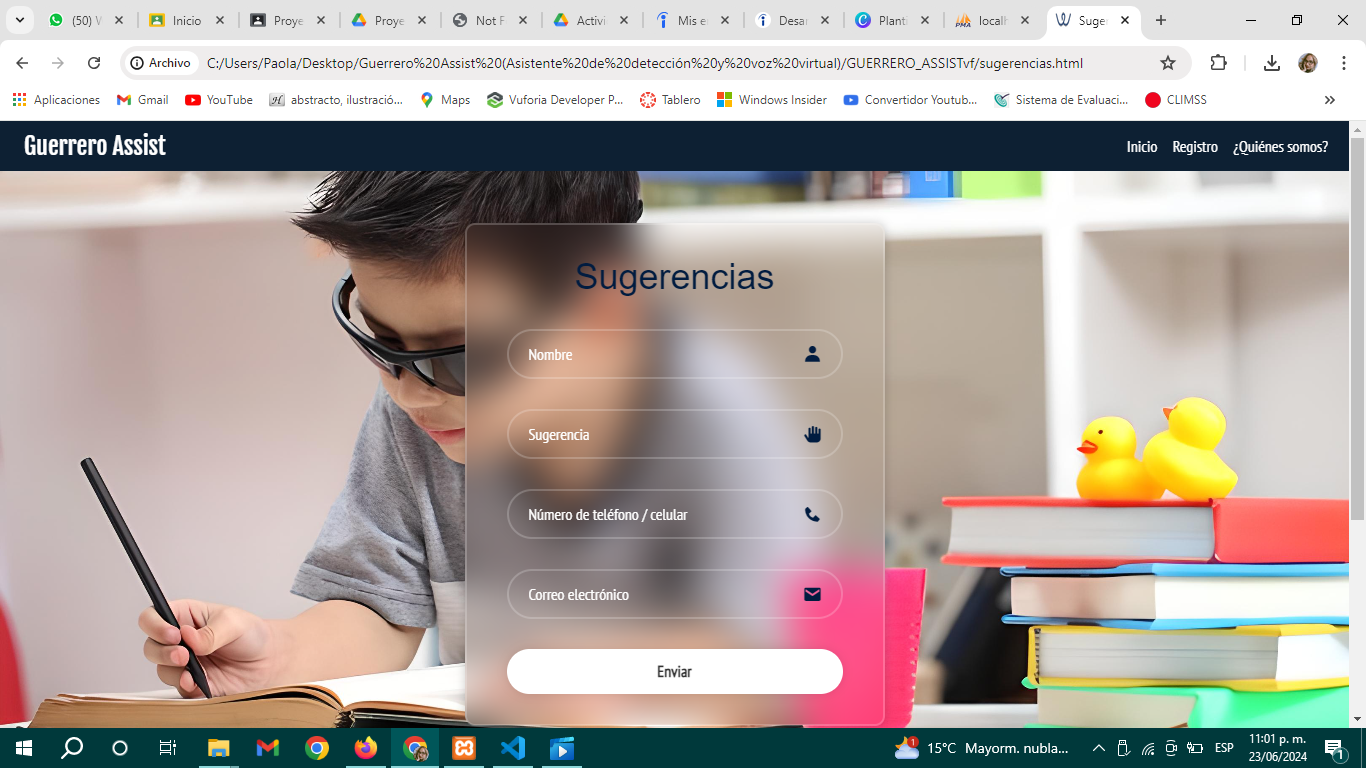 (50) W
Inicio
Proye
Proye
Not F
Activi
Mis e
Desa
Planti
localh
Suger
Archivo
C:/Users/Paola/Desktop/Guerrero%20Assist%20(Asistente%20de%20detección%20y%20voz%20virtual)/GUERRERO_ASSISTvf/sugerencias.html
Aplicaciones
Gmail
YouTube
abstracto, ilustració...
Maps
Vuforia Developer P...
Tablero
Windows Insider
Convertidor Youtub...
Sistema de Evaluaci...
CLIMSS
Guerrero Assist
Inicio
Registro
¿Quiénes somos?
Sugerencias
Nombre
Sugerencia
Número de teléfono / celular
Correo electrónico
Enviar
15°C Mayorm. nubla...
ESP
11:01 p. m.
23/06/2024